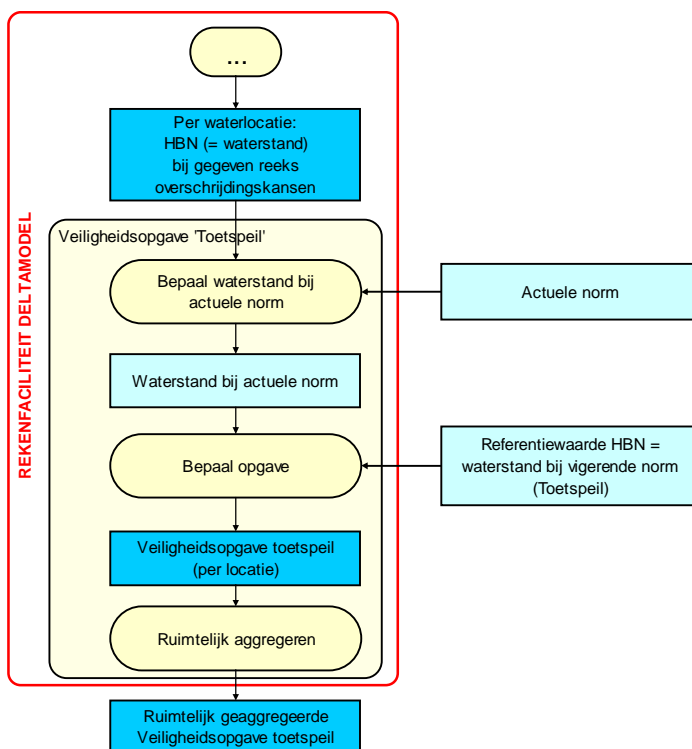 ...
Per waterlocatie:
HBN (= waterstand)
bij gegeven reeks
overschrijdingskansen
REKENFACILITEIT DELTAMODEL
Veiligheidsopgave 'Toetspeil'
Bepaal waterstand bij
actuele norm
Actuele norm
Waterstand bij actuele norm
Bepaal opgave
Referentiewaarde HBN =
waterstand bij vigerende norm
(Toetspeil)
Veiligheidsopgave toetspeil
(per locatie)
Ruimtelijk aggregeren
Ruimtelijk geaggregeerde
Veiligheidsopgave toetspeil